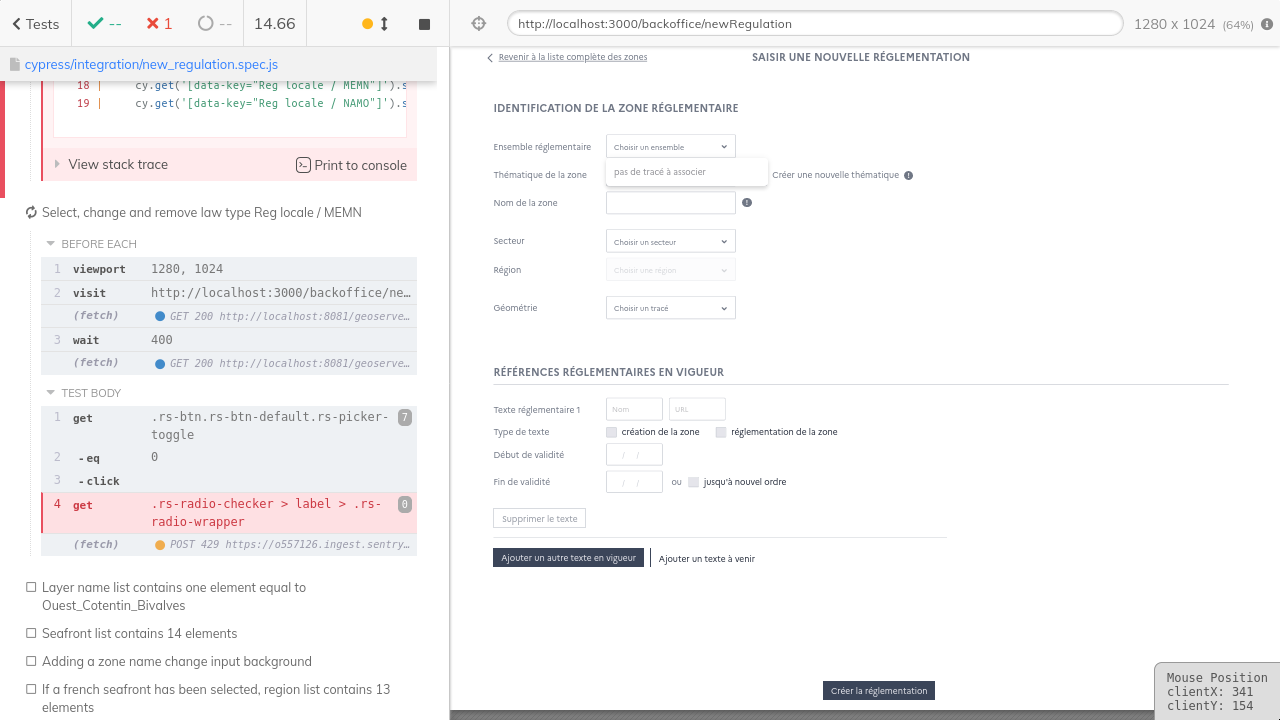 Tests
--
1
--
14.66
http://localhost:3000/backoffice/newRegulation
1280 x 1024 (64%)
cypress/integration/new_regulation.spec.js
18 | cy.get('[data-key="Reg locale / MEMN"]').s
19 | cy.get('[data-key="Reg locale / NAMO"]').s
View stack trace
Print to console
Select, change and remove law type Reg locale / MEMN
BEFORE EACH
1 viewport 1280, 1024
2 visit http://localhost:3000/backoffice/ne…
(fetch) GET 200 http://localhost:8081/geoserve…
3 wait 400
(fetch) GET 200 http://localhost:8081/geoserve…
TEST BODY
1 get .rs-btn.rs-btn-default.rs-picker- 7
toggle
2 -eq 0
3 -click
4 get .rs-radio-checker > label > .rs- 0
radio-wrapper
(fetch) POST 429 https://o557126.ingest.sentry…
Layer name list contains one element equal to
Ouest_Cotentin_Bivalves
Seafront list contains 14 elements
Adding a zone name change input background
If a french seafront has been selected, region list contains 13
elements
Revenir à la liste complète des zones
SAISIR UNE NOUVELLE RÉGLEMENTATION
IDENTIFICATION DE LA ZONE RÉGLEMENTAIRE
Ensemble réglementaire Choisir un ensemble
Thématique de la zone pas de tracé à associer Créer une nouvelle thématique
Nom de la zone
Secteur Choisir un secteur
Région Choisir une région
Géométrie Choisir un tracé
RÉFÉRENCES RÉGLEMENTAIRES EN VIGUEUR
Texte réglementaire 1 Nom URL
Type de texte création de la zone réglementation de la zone
Début de validité / /
Fin de validité / / ou jusqu'à nouvel ordre
Supprimer le texte
Ajouter un autre texte en vigueur Ajouter un texte à venir
Créer la réglementation
Mouse Position
clientX: 341
clientY: 154